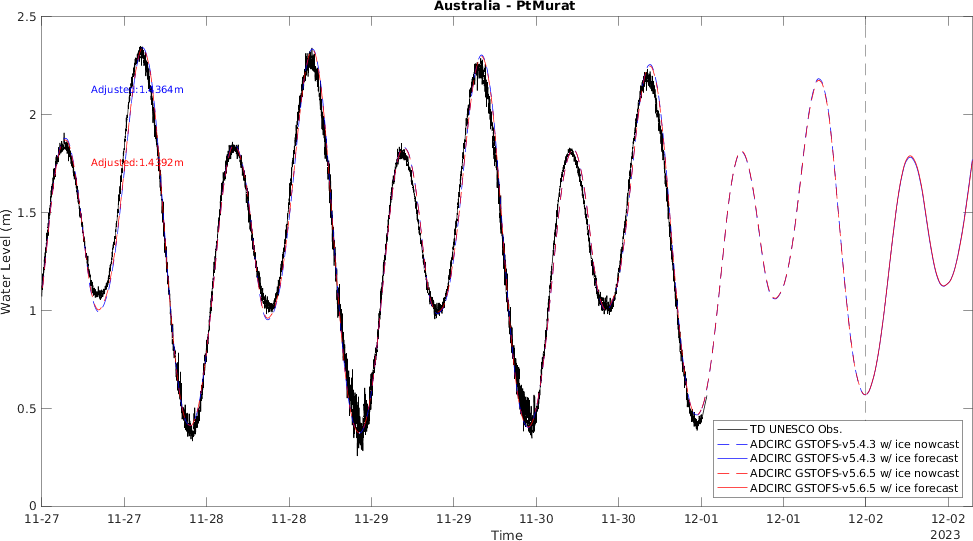 Australia - PtMurat
2.5
Adjusted:1.4364m
2
Adjusted:1.4392m
1.5
Water Level (m)
1
0.5
TD UNESCO Obs.
ADCIRC GSTOFS-v5.4.3 w/ ice nowcast
ADCIRC GSTOFS-v5.4.3 w/ ice forecast
ADCIRC GSTOFS-v5.6.5 w/ ice nowcast
ADCIRC GSTOFS-v5.6.5 w/ ice forecast
0
11-27 11-27 11-28 11-28 11-29 11-29 11-30 11-30 12-01 12-01 12-02 12-02
Time
2023